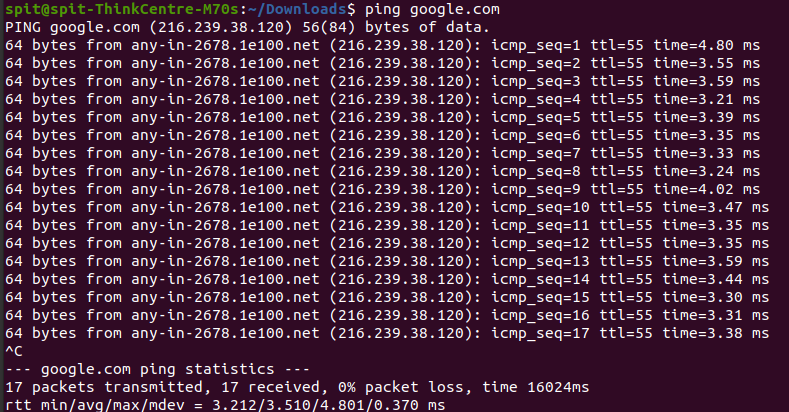 spit@spit-ThinkCentre-M70s:~/Downloads$ ping google.com
PING google.com (216.239.38.120) 56(84) bytes of data.
64 bytes from any-in-2678.1e100.net (216.239.38.120): icmp_seq=1 ttl=55 time=4.80 ms
64 bytes from any-in-2678.1e100.net (216.239.38.120): icmp_seq=2 ttl=55 time=3.55 ms
64 bytes from any-in-2678.1e100.net (216.239.38.120): icmp_seq=3 ttl=55 time=3.59 ms
64 bytes from any-in-2678.1e100.net (216.239.38.120): icmp_seq=4 ttl=55 time=3.21 ms
64 bytes from any-in-2678.1e100.net (216.239.38.120): icmp_seq=5 ttl=55 time=3.39 ms
64 bytes from any-in-2678.1e100.net (216.239.38.120): icmp_seq=6 ttl=55 time=3.35 ms
64 bytes from any-in-2678.1e100.net (216.239.38.120): icmp_seq=7 ttl=55 time=3.33 ms
64 bytes from any-in-2678.1e100.net (216.239.38.120): icmp_seq=8 ttl=55 time=3.24 ms
64 bytes from any-in-2678.1e100.net (216.239.38.120): icmp_seq=9 ttl=55 time=4.02 ms
64 bytes from any-in-2678.1e100.net (216.239.38.120): icmp_seq=10 ttl=55 time=3.47 ms
64 bytes from any-in-2678.1e100.net (216.239.38.120): icmp_seq=11 ttl=55 time=3.35 ms
64 bytes from any-in-2678.1e100.net (216.239.38.120): icmp_seq=12 ttl=55 time=3.35 ms
64 bytes from any-in-2678.1e100.net (216.239.38.120): icmp_seq=13 ttl=55 time=3.59 ms
64 bytes from any-in-2678.1e100.net (216.239.38.120): icmp_seq=14 ttl=55 time=3.44 ms
64 bytes from any-in-2678.1e100.net (216.239.38.120): icmp_seq=15 ttl=55 time=3.30 ms
64 bytes from any-in-2678.1e100.net (216.239.38.120): icmp_seq=16 ttl=55 time=3.31 ms
64 bytes from any-in-2678.1e100.net (216.239.38.120): icmp_seq=17 ttl=55 time=3.38 ms
^C
--- google.com ping statistics ---
17 packets transmitted, 17 received, 0% packet loss, time 16024ms
rtt min/avg/max/mdev = 3.212/3.510/4.801/0.370 ms